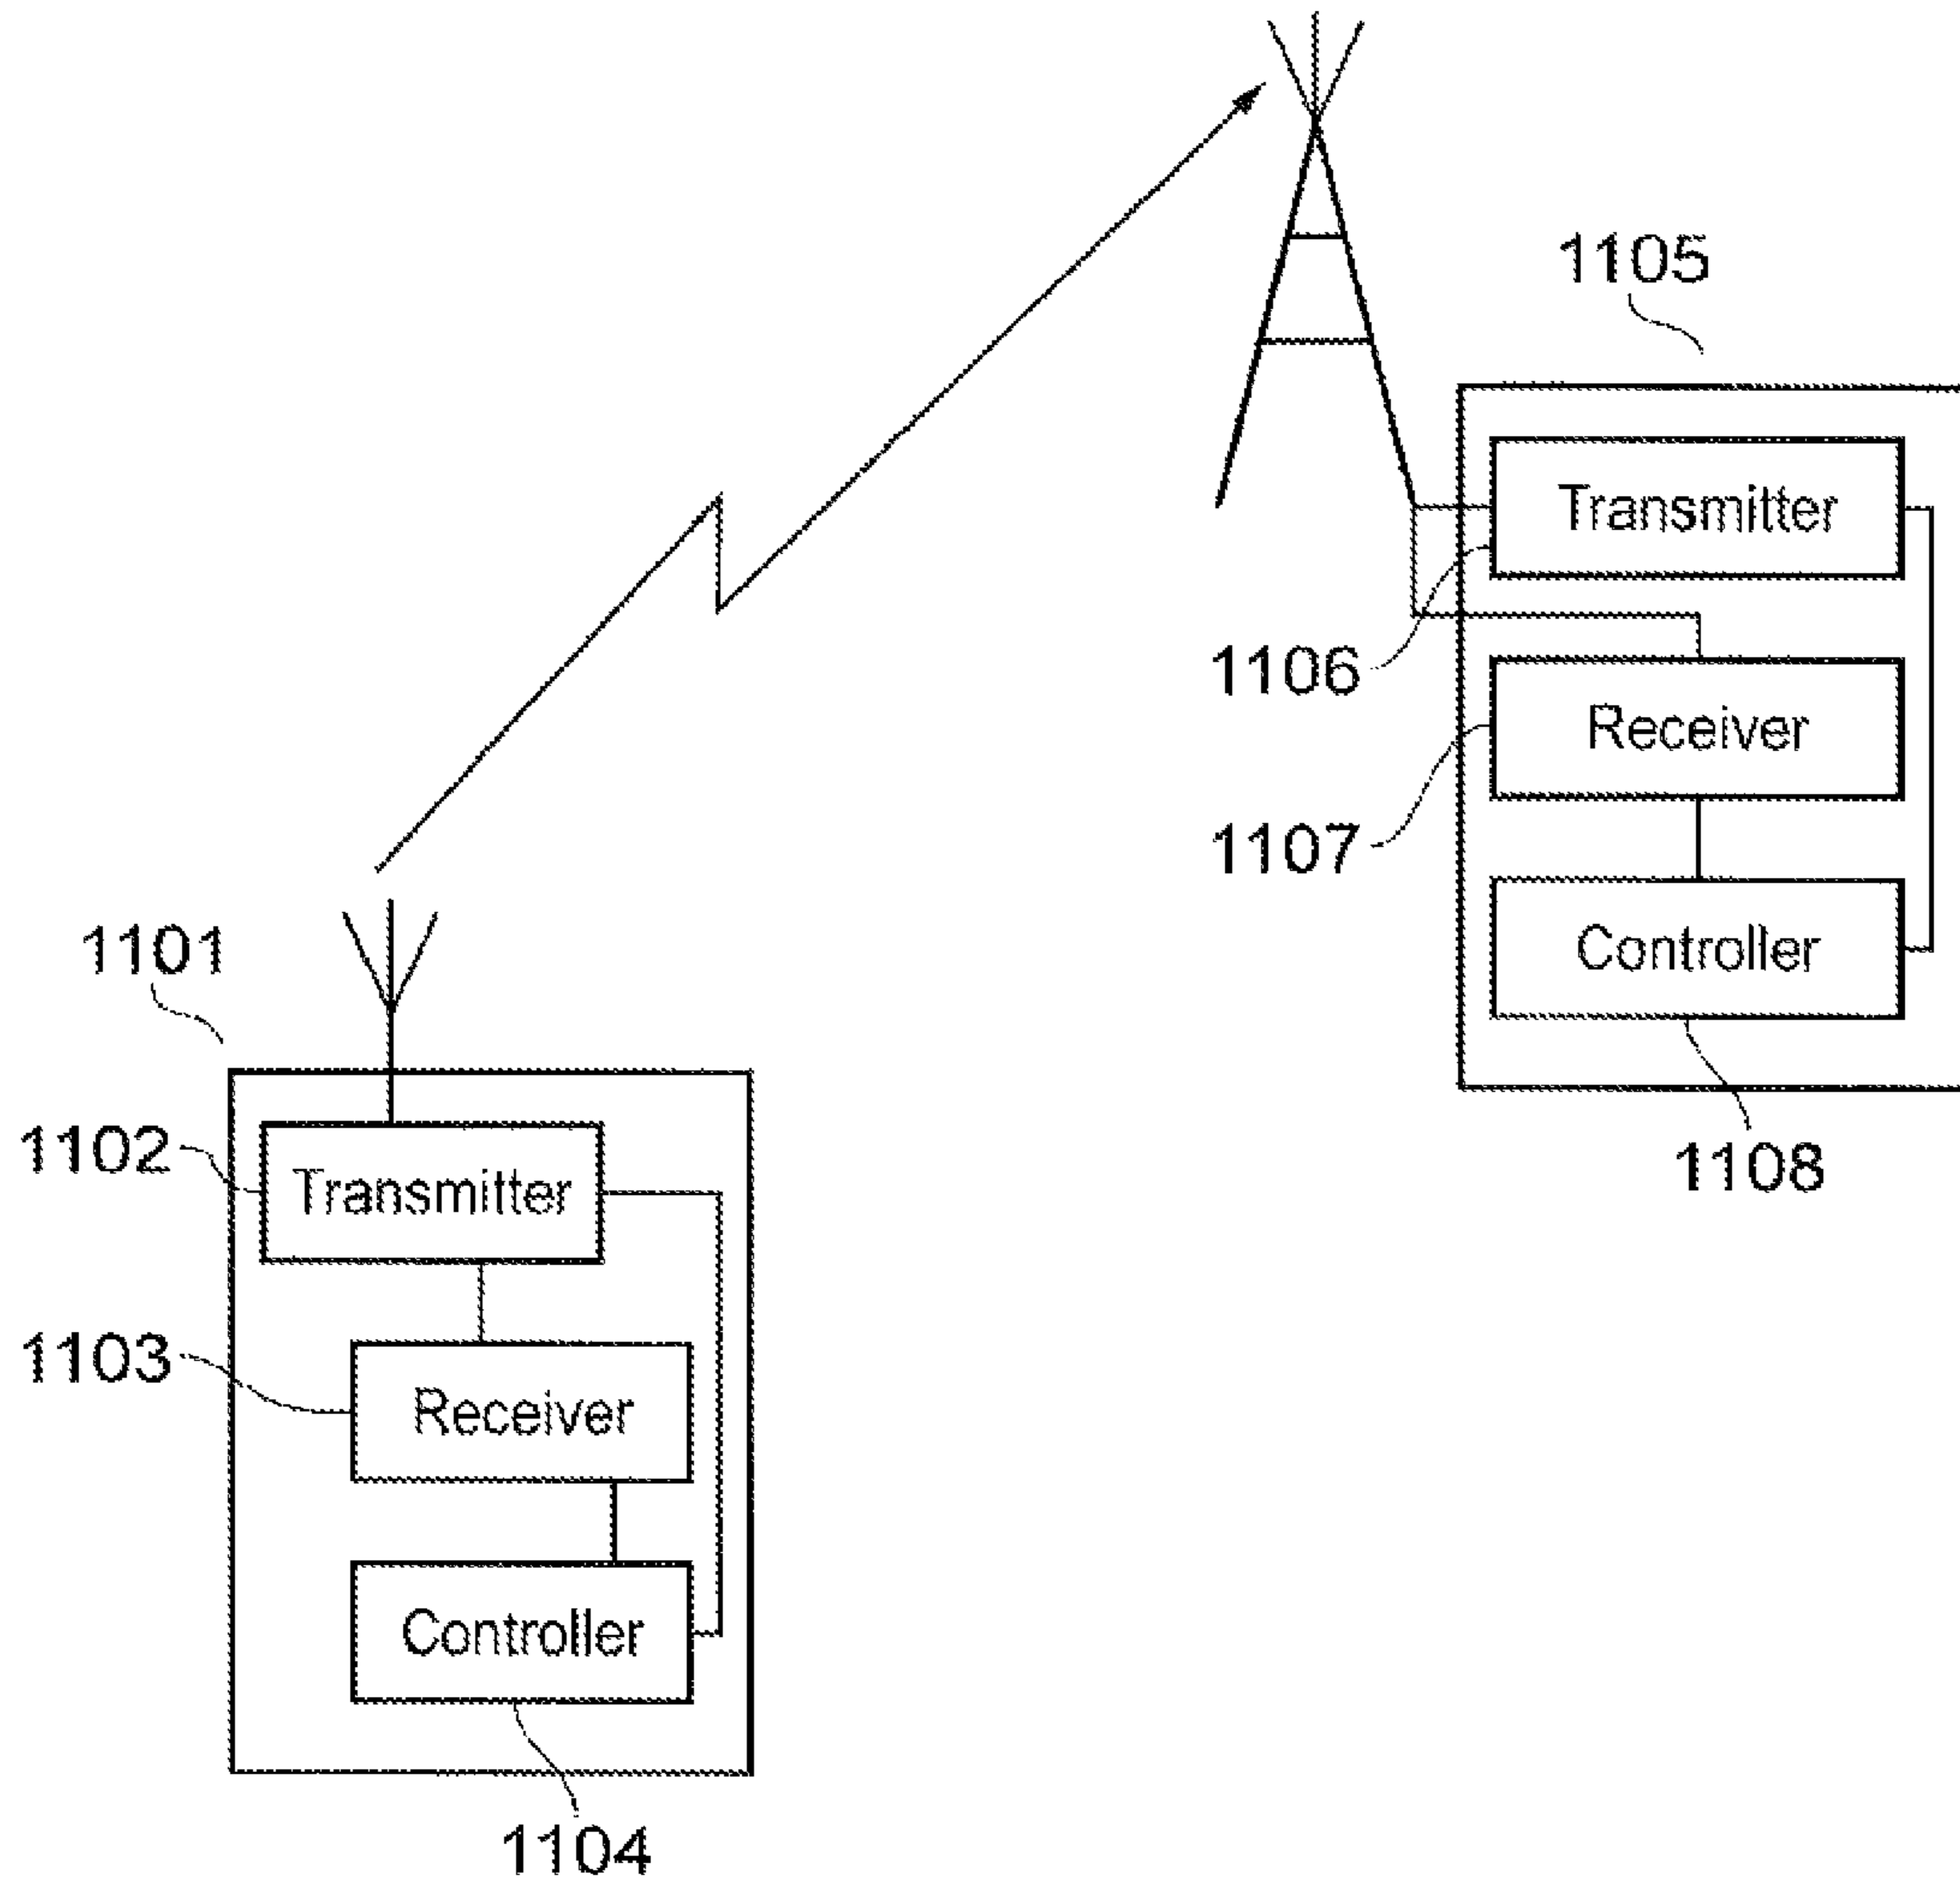 1105
Transmitter
1106
Receiver
1107
Controller
1108
1101
1102
Transmitter
1103
Receiver
Controller
1104